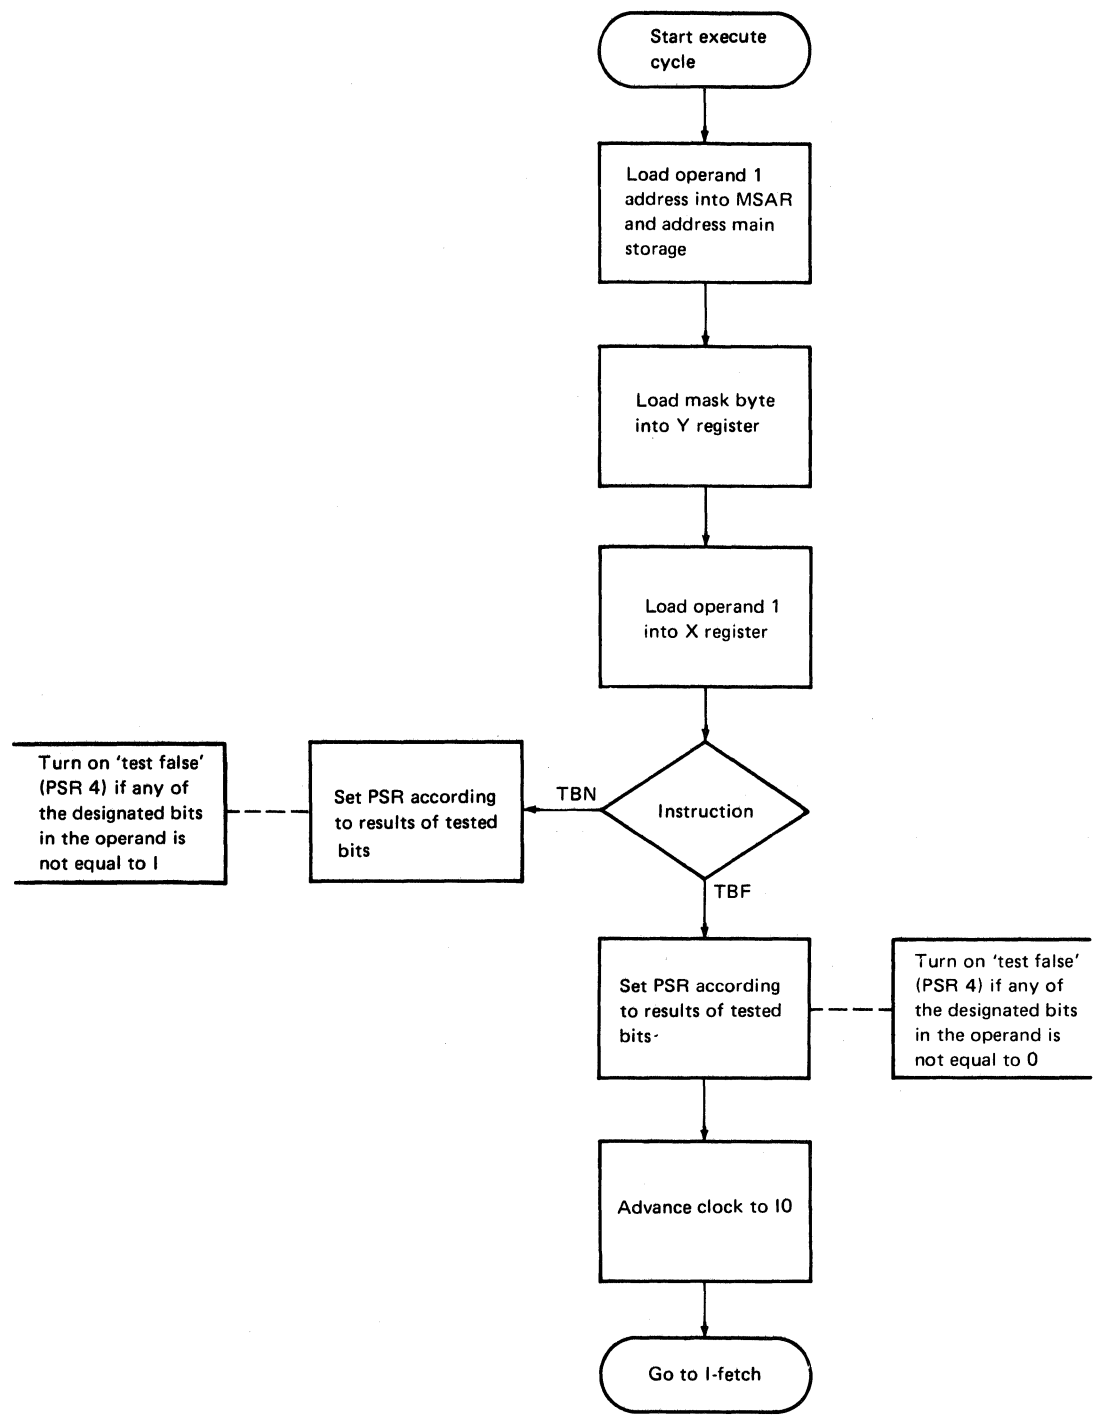 Start execute
cycle
Load operand 1
address into MSAR
and address main
storage
Load mask byte
into Y register
Load operand 1
into X register
Turn on 'test false'
(PSR 4) if any of
the designated bits
in the operand is
not equal to I
Set PSR according
to results of tested
bits
TBN
Instruction
TBF
Set PSR according
to results of tested
bits-
Turn on 'test false'
(PSR 4) if any of
the designated bits
in the operand is
not equal to 0
Advance clock to I0
Go to I-fetch